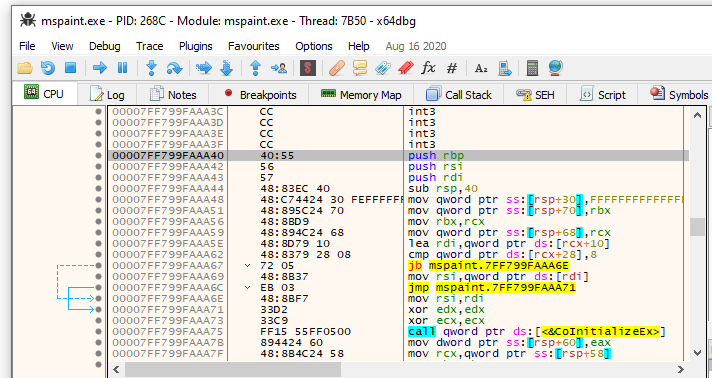 mspaint.exe - PID: 268C - Module: mspaint.exe - Thread: 7B50 - x64dbg
File View Debug Trace Plugins Favourites Options Help Aug 16 2020
CPU Log Notes Breakpoints Memory Map Call Stack SEH Script Symbols
00007FF799FAAA3C CC int3
00007FF799FAAA3D CC int3
00007FF799FAAA3E CC int3
00007FF799FAAA3F CC int3
00007FF799FAAA40 40:55 push rbp
00007FF799FAAA42 56 push rsi
00007FF799FAAA43 57 push rdi
00007FF799FAAA44 48:83EC 40 sub rsp,40
00007FF799FAAA48 48:C74424 30 FEFFFFFF mov qword ptr ss:[rsp+30],FFFFFFFFFFFFFF
00007FF799FAAA51 48:895C24 70 mov qword ptr ss:[rsp+70],rbx
00007FF799FAAA56 48:8BD9 mov rbx,rcx
00007FF799FAAA59 48:894C24 68 mov qword ptr ss:[rsp+68],rcx
00007FF799FAAA5E 48:8D79 10 lea rdi,qword ptr ds:[rcx+10]
00007FF799FAAA62 48:8379 28 08 cmp qword ptr ds:[rcx+28],8
00007FF799FAAA67 72 05 jb mspaint.7FF799FAAA6E
00007FF799FAAA69 48:8B37 mov rsi,qword ptr ds:[rdi]
00007FF799FAAA6C EB 03 jmp mspaint.7FF799FAAA71
00007FF799FAAA6E 48:8BF7 mov rsi,rdi
00007FF799FAAA71 33D2 xor edx,edx
00007FF799FAAA73 33C9 xor ecx,ecx
00007FF799FAAA75 FF15 55FF0500 call qword ptr ds:[<&CoInitializeEx>]
00007FF799FAAA7B 894424 60 mov dword ptr ss:[rsp+60],eax
00007FF799FAAA7F 48:8B4C24 58 mov rcx,qword ptr ss:[rsp+58]